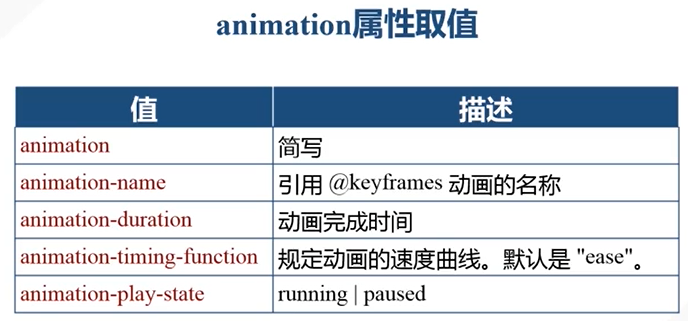 animation属性取值
值 描述
animation 简写
animation-name 引用 @keyframes 动画的名称
animation-duration 动画完成时间
animation-timing-function 规定动画的速度曲线。默认是 "ease"。
animation-play-state running | paused